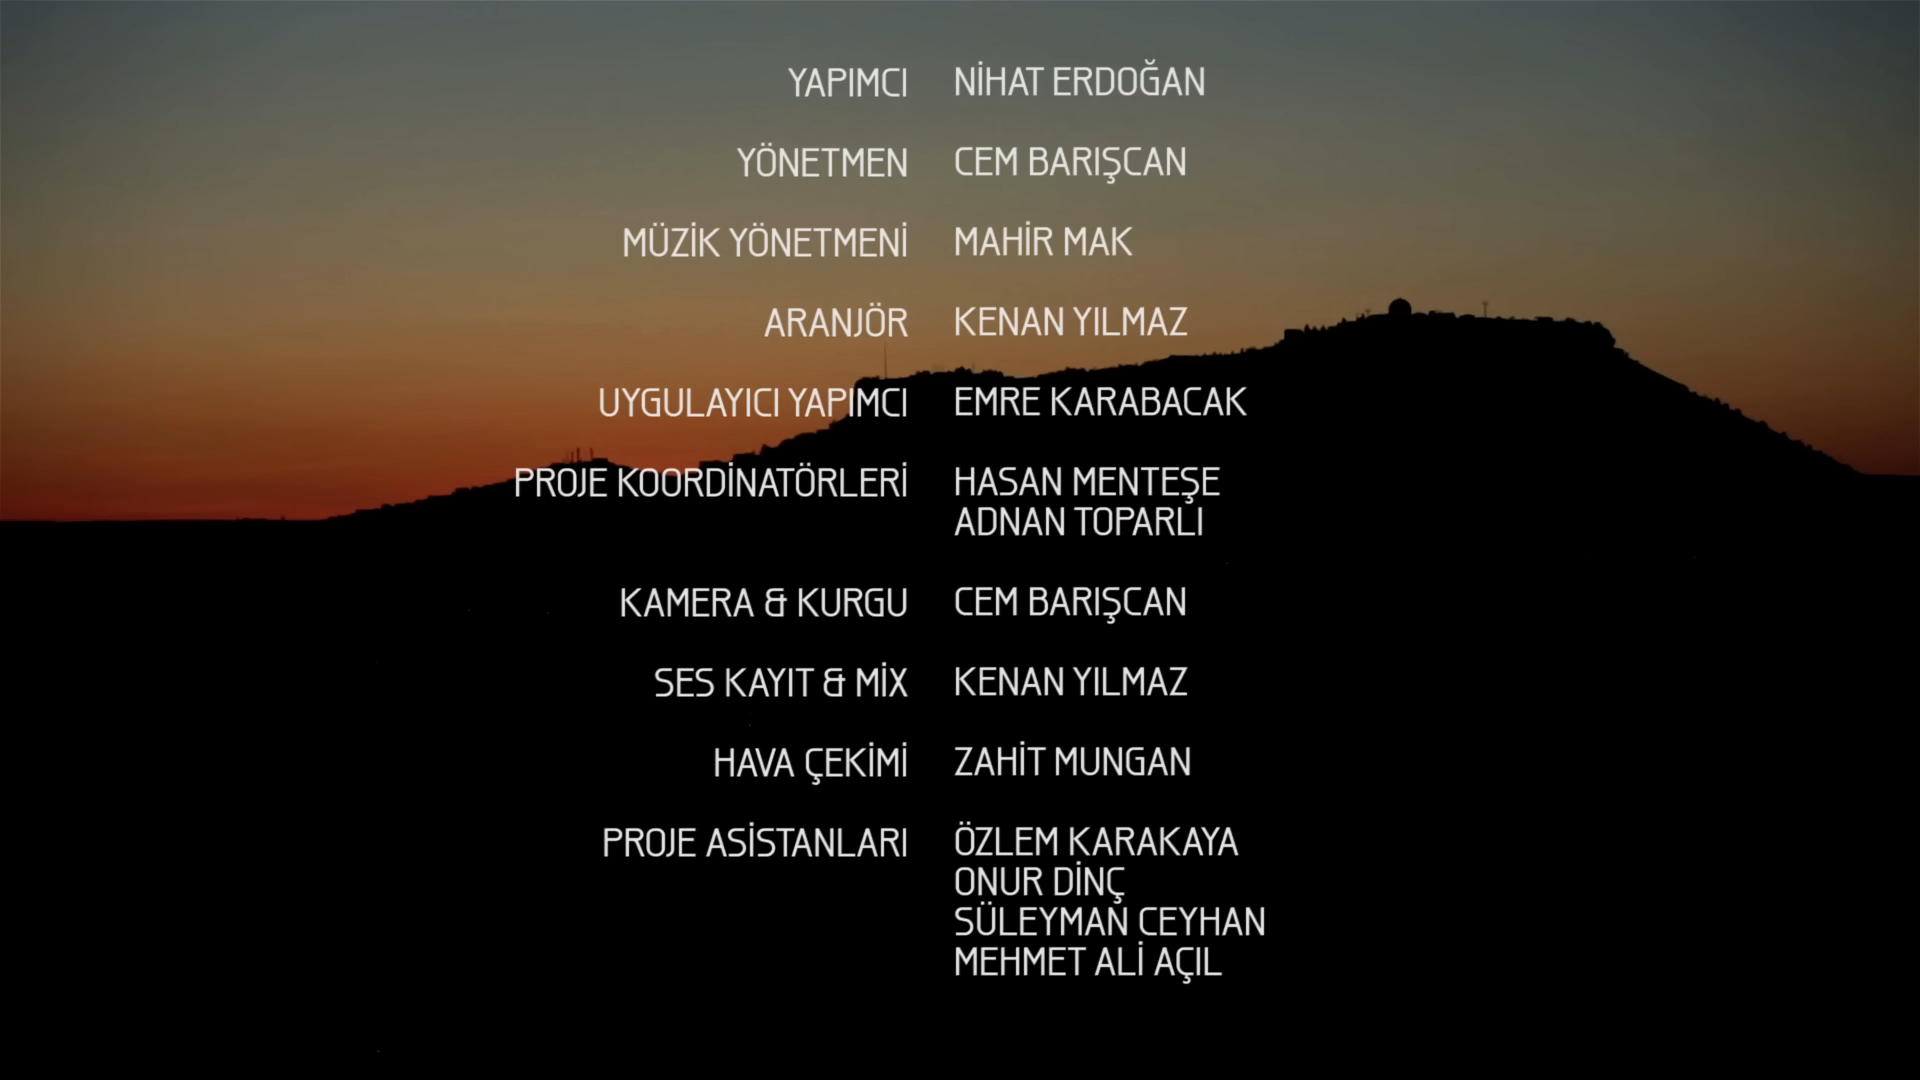 YAPIMCI NİHAT ERDOĞAN
YÖNETMEN CEM BARIŞCAN
MÜZİK YÖNETMENİ MAHİR MAK
ARANJÖR KENAN YILMAZ
UYGULAYICI YAPIMCI EMRE KARABACAK
PROJE KOORDİNATÖRLERİ HASAN MENTEŞE
ADNAN TOPARLI
KAMERA & KURGU CEM BARIŞCAN
SES KAYIT & MİX KENAN YILMAZ
HAVA ÇEKİMİ ZAHİT MUNGAN
PROJE ASİSTANLARI ÖZLEM KARAKAYA
ONUR DİNÇ
SÜLEYMAN CEYHAN
MEHMET ALİ AÇIL